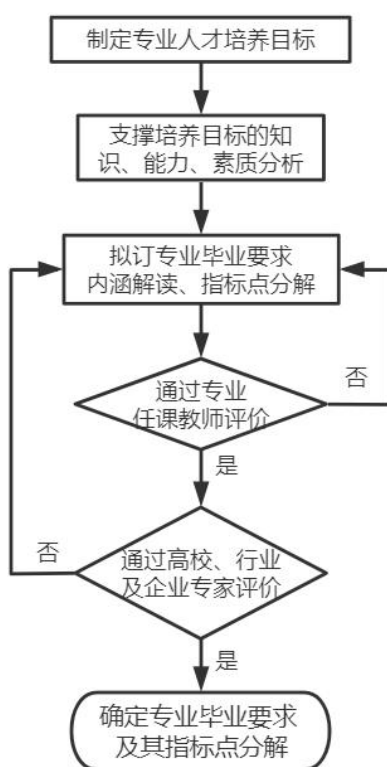 制定专业人才培养目标
支撑培养目标的知
识、能力、素质分析
拟订专业毕业要求
内涵解读、指标点分解
通过专业
任课教师评价
否
是
通过高校、行业
及企业专家评价
否
是
确定专业毕业要求
及其指标点分解